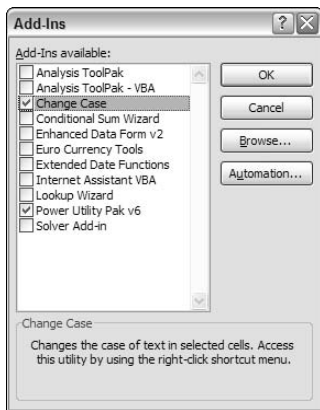 Add-Ins
Add-Ins available:
Analysis ToolPak
Analysis ToolPak - VBA
Change Case
Conditional Sum Wizard
Enhanced Data Form v2
Euro Currency Tools
Extended Date Functions
Internet Assistant VBA
Lookup Wizard
Power Utility Pak v6
Solver Add-in
OK
Cancel
Browse...
Automation...
Change Case
Changes the case of text in selected cells. Access
this utility by using the right-click shortcut menu.